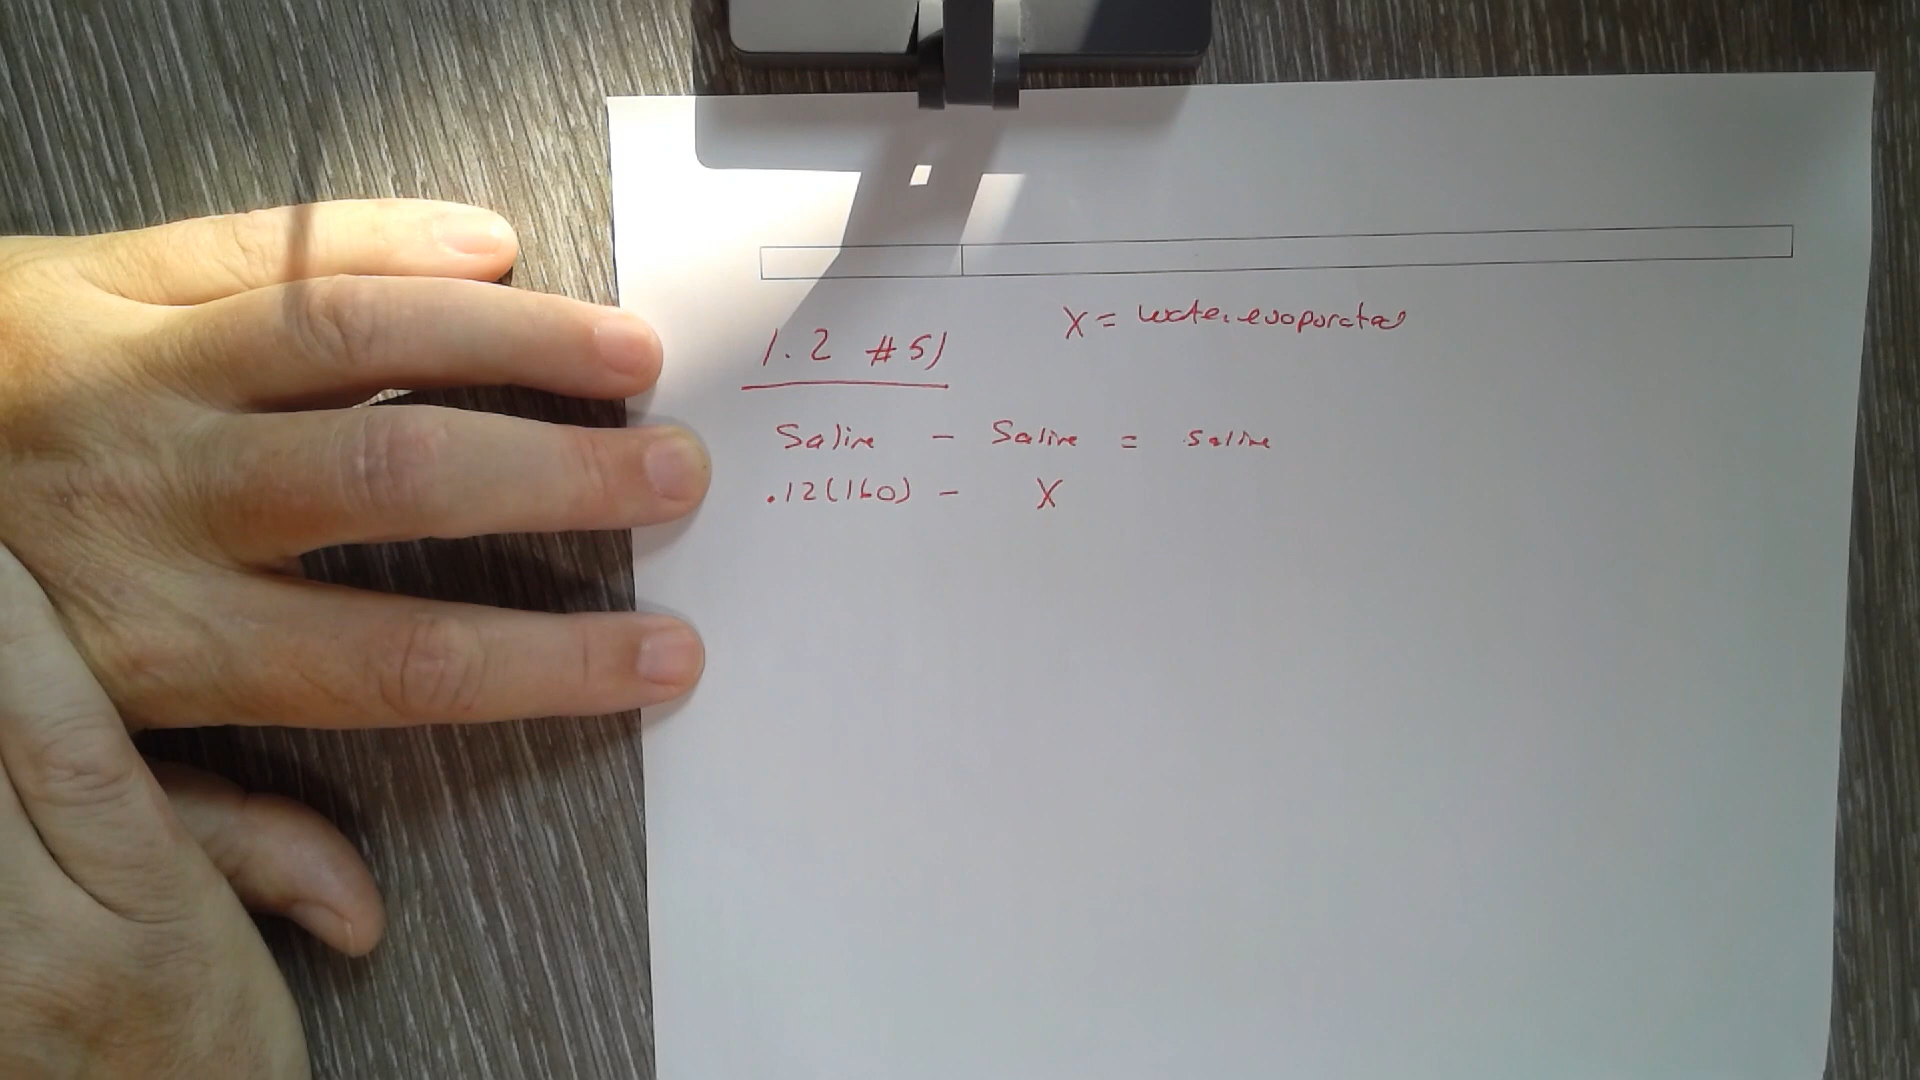 X = water evaporated
1.2 #51
Saline - Saline = saline
.12(160) - X